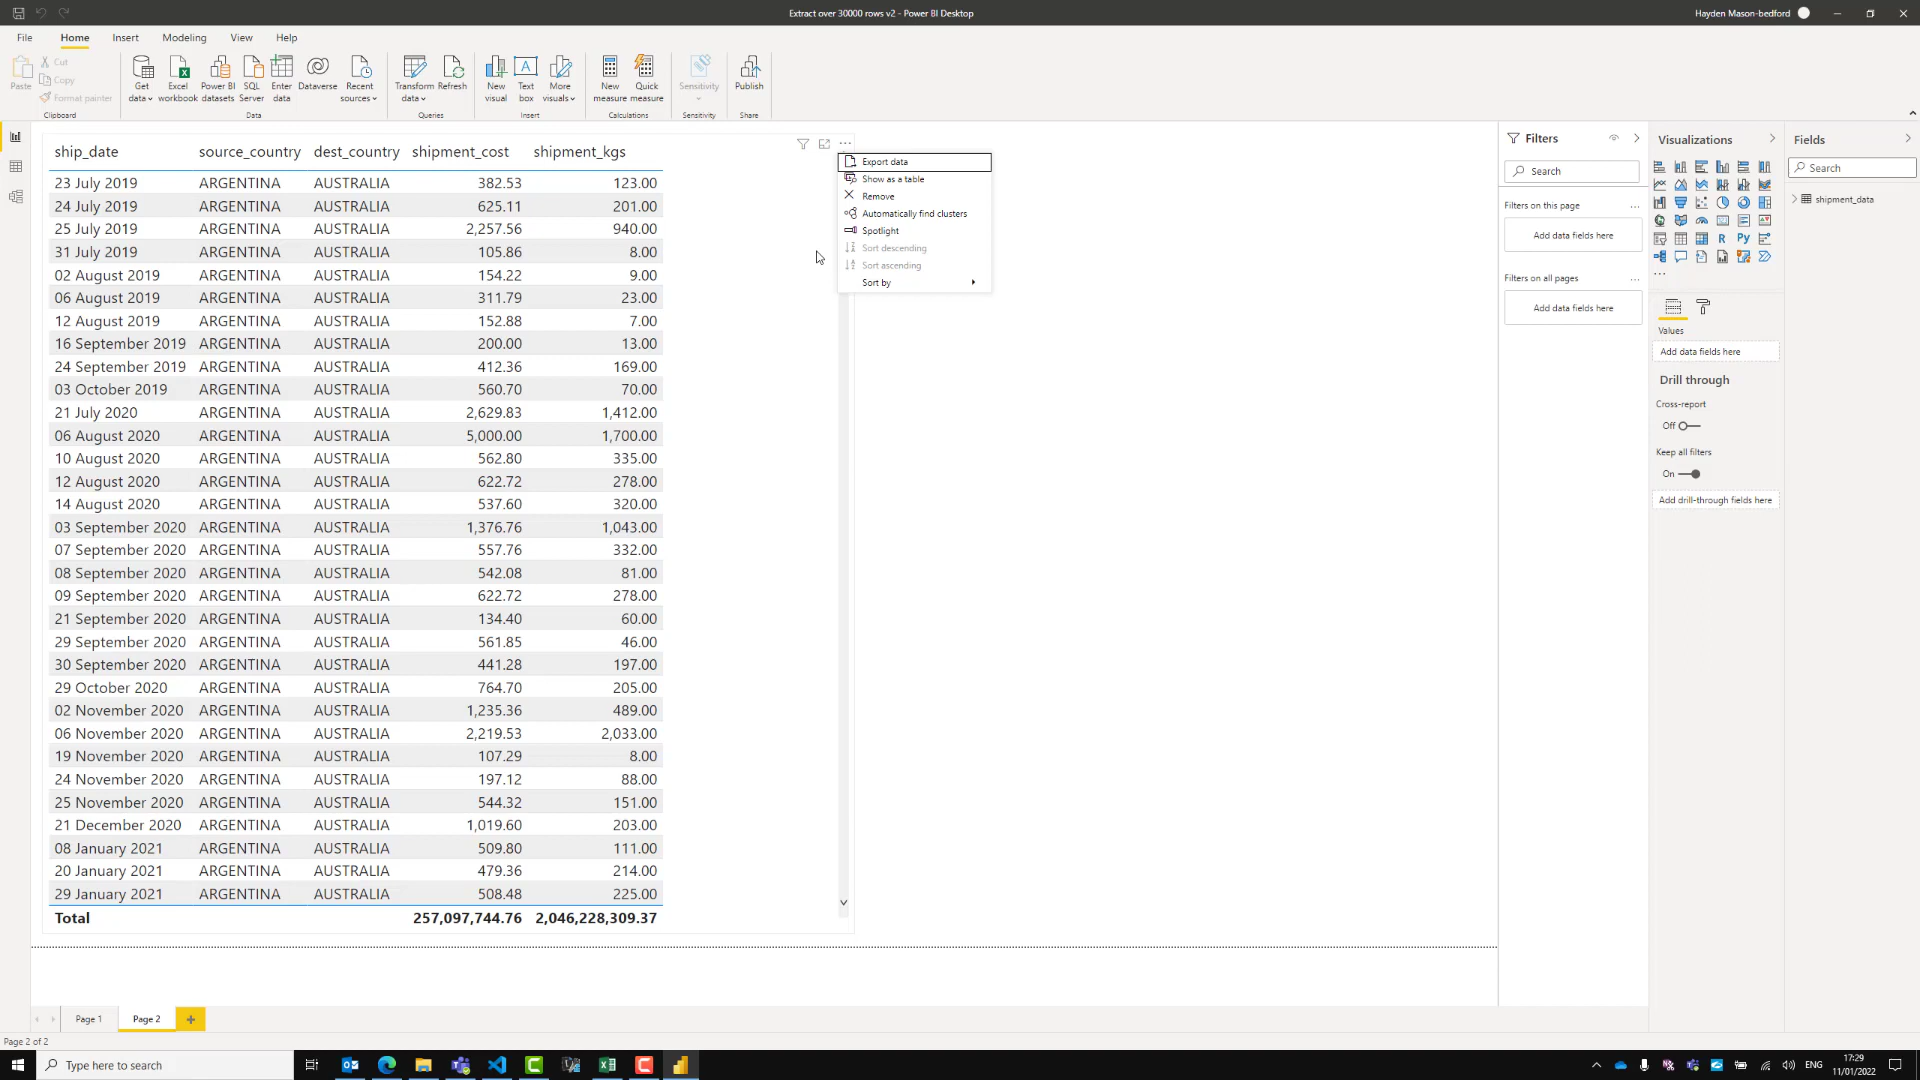 Extract over 30000 rows v2 - Power BI Desktop
Hayden Mason-bedford
File Home Insert Modeling View Help
Paste
Cut
Copy
Format painter
Clipboard
Get data
Excel workbook
Power BI datasets
SQL Server
Enter data
Dataverse
Recent sources
Data
Transform data
Refresh
Queries
New visual
Text box
More visuals
Insert
New measure
Quick measure
Calculations
Sensitivity
Sensitivity
Publish
Share
ship_date source_country dest_country shipment_cost shipment_kgs
23 July 2019 ARGENTINA AUSTRALIA 382.53 123.00
24 July 2019 ARGENTINA AUSTRALIA 625.11 201.00
25 July 2019 ARGENTINA AUSTRALIA 2,257.56 940.00
31 July 2019 ARGENTINA AUSTRALIA 105.86 8.00
02 August 2019 ARGENTINA AUSTRALIA 154.22 9.00
06 August 2019 ARGENTINA AUSTRALIA 311.79 23.00
12 August 2019 ARGENTINA AUSTRALIA 152.88 7.00
16 September 2019 ARGENTINA AUSTRALIA 200.00 13.00
24 September 2019 ARGENTINA AUSTRALIA 412.36 169.00
03 October 2019 ARGENTINA AUSTRALIA 560.70 70.00
21 July 2020 ARGENTINA AUSTRALIA 2,629.83 1,412.00
06 August 2020 ARGENTINA AUSTRALIA 5,000.00 1,700.00
10 August 2020 ARGENTINA AUSTRALIA 562.80 335.00
12 August 2020 ARGENTINA AUSTRALIA 622.72 278.00
14 August 2020 ARGENTINA AUSTRALIA 537.60 320.00
03 September 2020 ARGENTINA AUSTRALIA 1,376.76 1,043.00
07 September 2020 ARGENTINA AUSTRALIA 557.76 332.00
08 September 2020 ARGENTINA AUSTRALIA 542.08 81.00
09 September 2020 ARGENTINA AUSTRALIA 622.72 278.00
21 September 2020 ARGENTINA AUSTRALIA 134.40 60.00
29 September 2020 ARGENTINA AUSTRALIA 561.85 46.00
30 September 2020 ARGENTINA AUSTRALIA 441.28 197.00
29 October 2020 ARGENTINA AUSTRALIA 764.70 205.00
02 November 2020 ARGENTINA AUSTRALIA 1,235.36 489.00
06 November 2020 ARGENTINA AUSTRALIA 2,219.53 2,033.00
19 November 2020 ARGENTINA AUSTRALIA 107.29 8.00
24 November 2020 ARGENTINA AUSTRALIA 197.12 88.00
25 November 2020 ARGENTINA AUSTRALIA 544.32 151.00
21 December 2020 ARGENTINA AUSTRALIA 1,019.60 203.00
08 January 2021 ARGENTINA AUSTRALIA 509.80 111.00
20 January 2021 ARGENTINA AUSTRALIA 479.36 214.00
29 January 2021 ARGENTINA AUSTRALIA 508.48 225.00
Total 257,097,744.76 2,046,228,309.37
Export data
Show as a table
Remove
Automatically find clusters
Spotlight
Sort descending
Sort ascending
Sort by
Filters
Search
Filters on this page
Add data fields here
Filters on all pages
Add data fields here
Visualizations
R Py
Values
Add data fields here
Drill through
Cross-report
Off
Keep all filters
On
Add drill-through fields here
Fields
Search
shipment_data
Page 1 Page 2
Page 2 of 2
Type here to search
ENG
17:29
11/01/2022